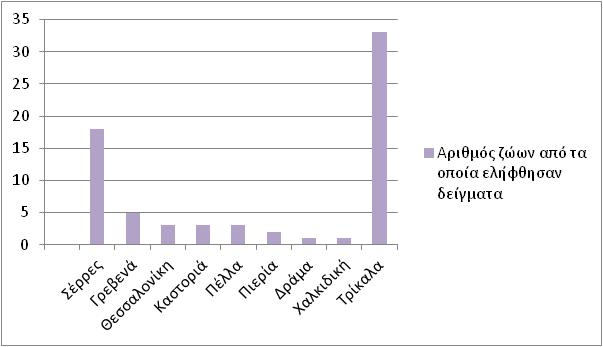 35
30
25
20
15
10
5
0
Σέρρες
Γρεβενά
Θεσσαλονίκη
Καστοριά
Πέλλα
Πιερία
Δράμα
Χαλκιδική
Τρίκαλα
Αριθμός ζώων από τα
οποία ελήφθησαν
δείγματα